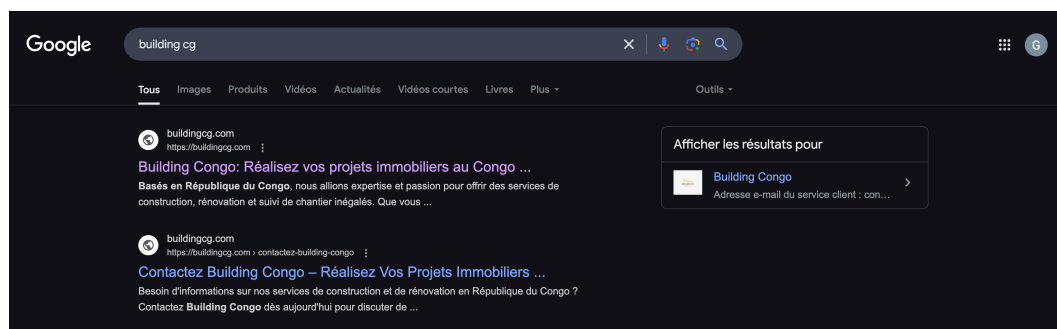 Google
building cg
G
Tous Images Produits Vidéos Actualités Vidéos courtes Livres Plus Outils
buildingcg.com
https://buildingcg.com
Building Congo: Réalisez vos projets immobiliers au Congo ...
Basés en République du Congo, nous allions expertise et passion pour offrir des services de
construction, rénovation et suivi de chantier inégalés. Que vous ...
buildingcg.com
https://buildingcg.com › contactez-building-congo
Contactez Building Congo – Réalisez Vos Projets Immobiliers ...
Besoin d'informations sur nos services de construction et de rénovation en République du Congo ?
Contactez Building Congo dès aujourd'hui pour discuter de ...
Afficher les résultats pour
Building Congo
Adresse e-mail du service client : con...